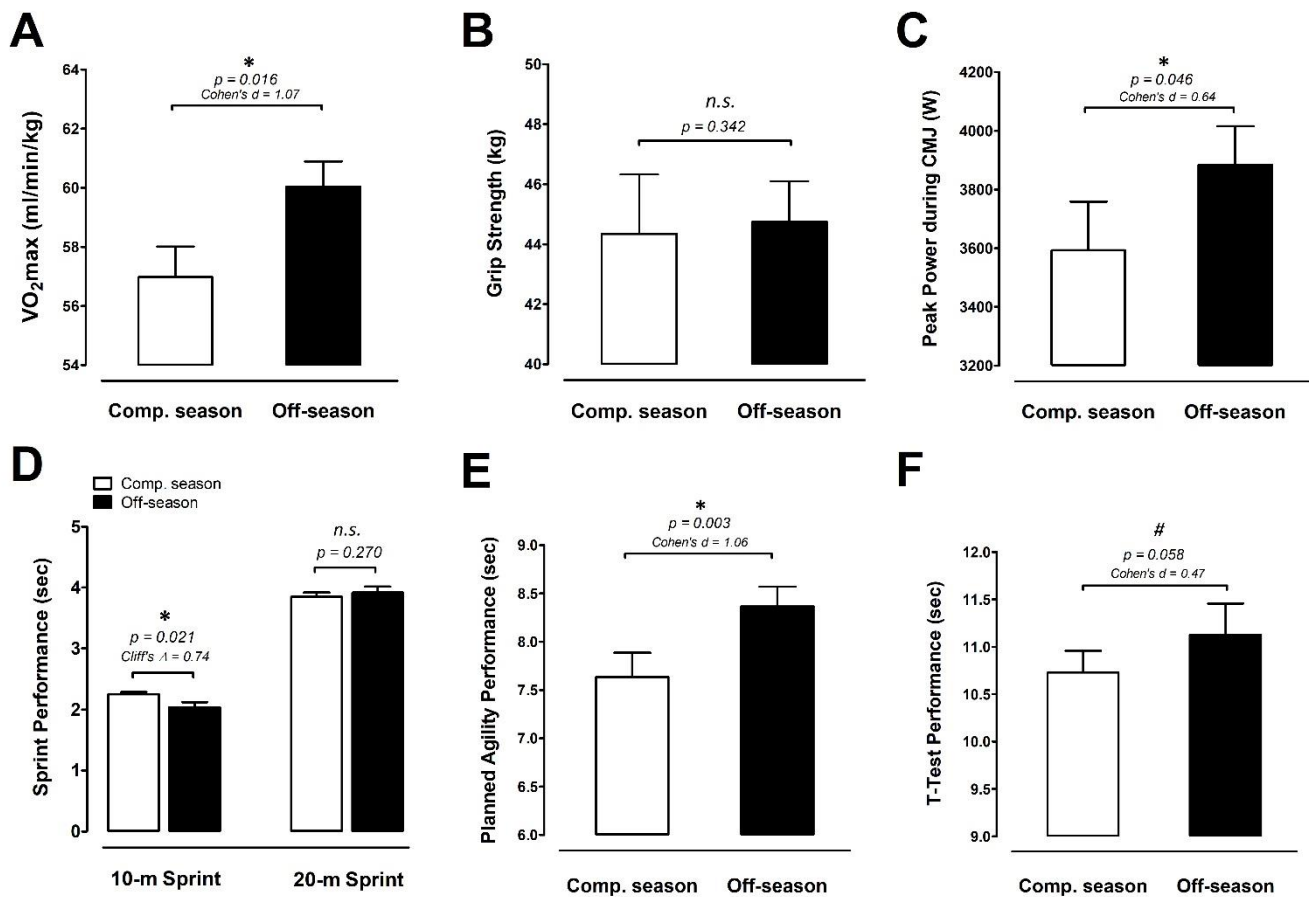 A
VO2max (ml/min/kg)
64
62
60
58
56
54
*
p = 0.016
Cohen's d = 1.07
Comp. season
Off-season
B
Grip Strength (kg)
50
48
46
44
42
40
n.s.
p = 0.342
Comp. season
Off-season
C
Peak Power during CMJ (W)
4200
4000
3800
3600
3400
3200
*
p = 0.046
Cohen's d = 0.64
Comp. season
Off-season
D
Comp. season
Off-season
Sprint Performance (sec)
5
4
3
2
1
0
*
p = 0.021
Cliff's Δ = 0.74
n.s.
p = 0.270
10-m Sprint
20-m Sprint
E
Planned Agility Performance (sec)
9.0
8.5
8.0
7.5
7.0
6.5
6.0
*
p = 0.003
Cohen's d = 1.06
Comp. season
Off-season
F
T-Test Performance (sec)
12.0
11.5
11.0
10.5
10.0
9.5
9.0
#
p = 0.058
Cohen's d = 0.47
Comp. season
Off-season